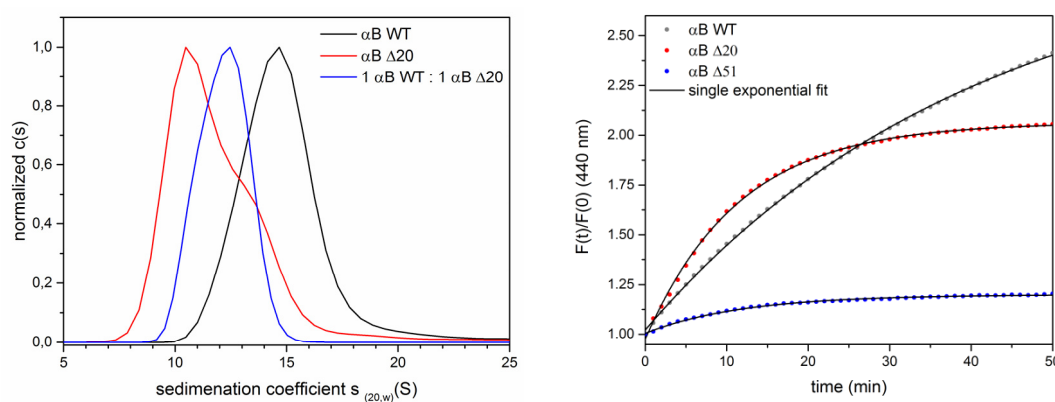 αB WT
αB Δ20
1 αB WT : 1 αB Δ20
normalized c(s)
1,0
0,8
0,6
0,4
0,2
0,0
5 10 15 20 25
sedimenation coefficient s (20,w)(S)
αB WT
αB Δ20
αB Δ51
single exponential fit
F(t)/F(0) (440 nm)
2.50
2.25
2.00
1.75
1.50
1.25
1.00
0 10 20 30 40 50
time (min)